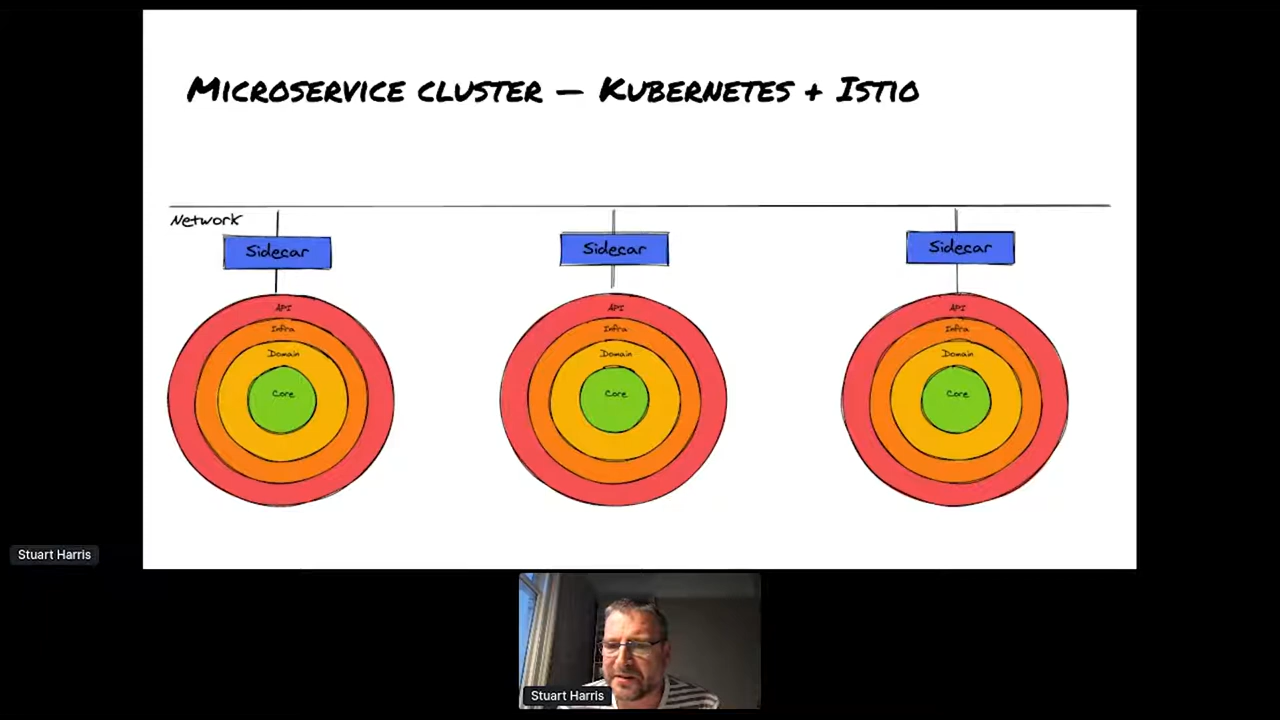 Microservice cluster — Kubernetes + Istio
Network
Sidecar
Sidecar
Sidecar
API
Infra
Domain
Core
API
Infra
Domain
Core
API
Infra
Domain
Core
Stuart Harris
Stuart Harris